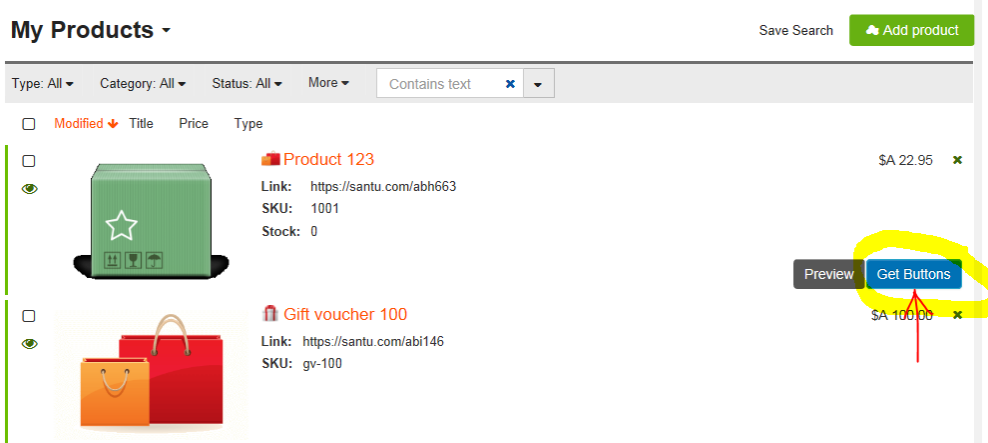 My Products
Save Search
Add product
Type: All
Category: All
Status: All
More
Contains text
Modified
Title
Price
Type
Product 123
$A 22.95
Link: https://santu.com/abh663
SKU: 1001
Stock: 0
Preview
Get Buttons
Gift voucher 100
$A 100.00
Link: https://santu.com/abi146
SKU: gv-100